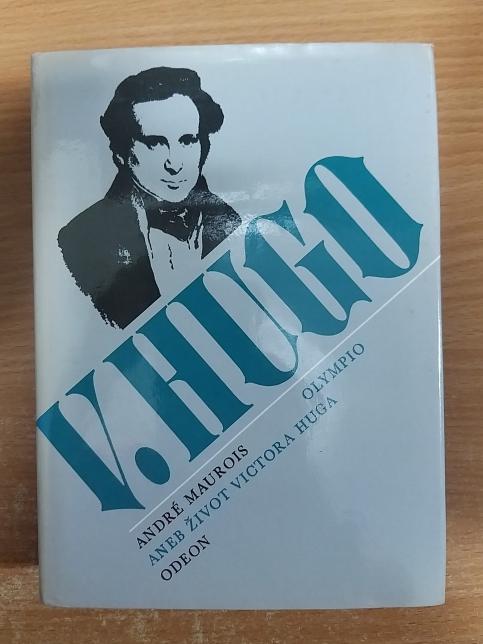 V. HUGO
ANDRÉ MAUROIS OLYMPIO
ANEB ŽIVOT VICTORA HUGA
ODEON